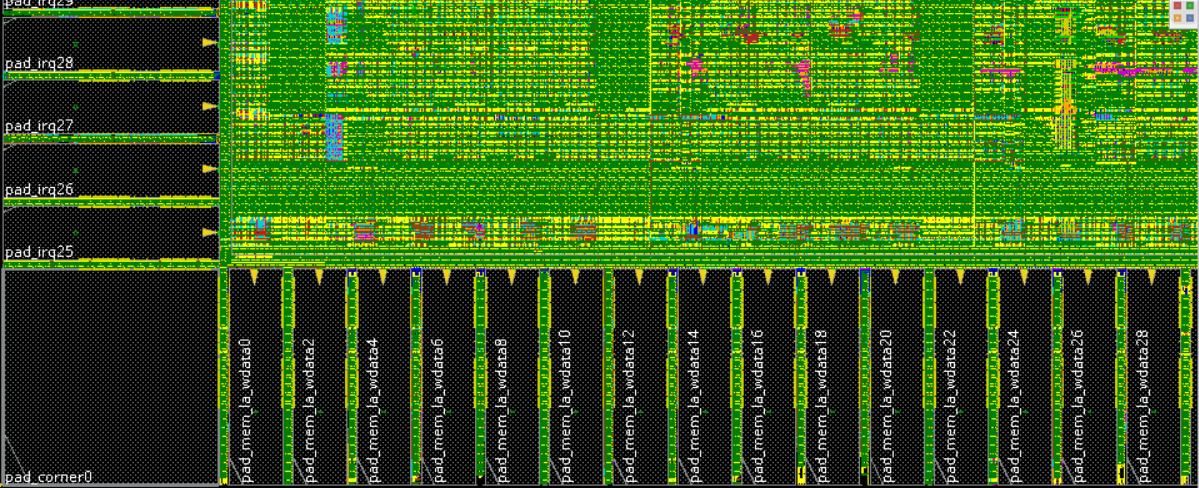 pad_irq29
pad_irq28
pad_irq27
pad_irq26
pad_irq25
pad_mem_la_wdata0
pad_mem_la_wdata2
pad_mem_la_wdata4
pad_mem_la_wdata6
pad_mem_la_wdata8
pad_mem_la_wdata10
pad_mem_la_wdata12
pad_mem_la_wdata14
pad_mem_la_wdata16
pad_mem_la_wdata18
pad_mem_la_wdata20
pad_mem_la_wdata22
pad_mem_la_wdata24
pad_mem_la_wdata26
pad_mem_la_wdata28
pad_corner0